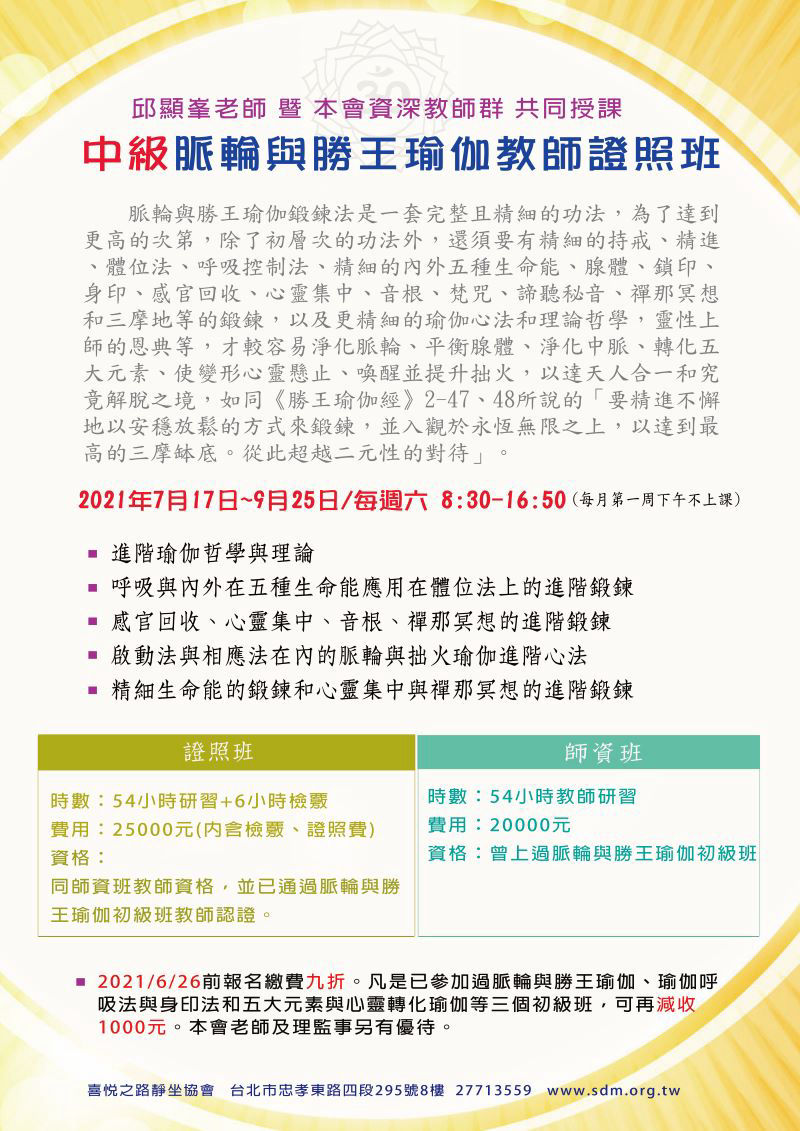 邱顯峯老師 暨 本會資深教師群 共同授課
中級脈輪與勝王瑜伽教師證照班
脈輪與勝王瑜伽鍛鍊法是一套完整且精細的功法，為了達到
更高的次第，除了初層次的功法外，還須要有精細的持戒、精進
、體位法、呼吸控制法、精細的內外五種生命能、腺體、鎖印、
身印、感官回收、心靈集中、音根、梵咒、諦聽秘音、禪那冥想
和三摩地等的鍛鍊，以及更精細的瑜伽心法和理論哲學，靈性上
師的恩典等，才較容易淨化脈輪、平衡腺體、淨化中脈、轉化五
大元素、使變形心靈懸止、喚醒並提升拙火，以達天人合一和究
竟解脫之境，如同《勝王瑜伽經》2-47、48所說的「要精進不懈
地以安穩放鬆的方式來鍛鍊，並入觀於永恆無限之上，以達到最
高的三摩缽底。從此超越二元性的對待」。
2021年7月17日~9月25日/每週六 8:30-16:50（每月第一周下午不上課）
▪ 進階瑜伽哲學與理論
▪ 呼吸與內外在五種生命能應用在體位法上的進階鍛鍊
▪ 感官回收、心靈集中、音根、禪那冥想的進階鍛鍊
▪ 啟動法與相應法在內的脈輪與拙火瑜伽進階心法
▪ 精細生命能的鍛鍊和心靈集中與禪那冥想的進階鍛鍊
證照班
時數：54小時研習+6小時檢覈
費用：25000元(內含檢覈、證照費)
資格：
同師資班教師資格，並已通過脈輪與勝
王瑜伽初級班教師認證。
師資班
時數：54小時教師研習
費用：20000元
資格：曾上過脈輪與勝王瑜伽初級班
▪ 2021/6/26前報名繳費九折。凡是已參加過脈輪與勝王瑜伽、瑜伽呼
吸法與身印法和五大元素與心靈轉化瑜伽等三個初級班，可再減收
1000元。本會老師及理監事另有優待。
喜悅之路靜坐協會 台北市忠孝東路四段295號8樓 27713559 www.sdm.org.tw